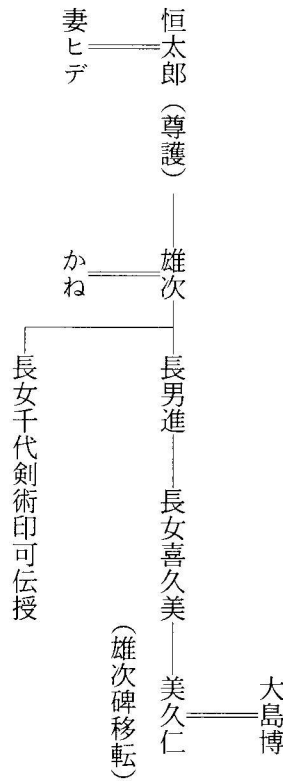 恒太郎（尊護）
妻ヒデ
雄次
かね
長男進
長女千代剣術印可伝授
長女喜久美
美久仁
（雄次碑移転）
大島博